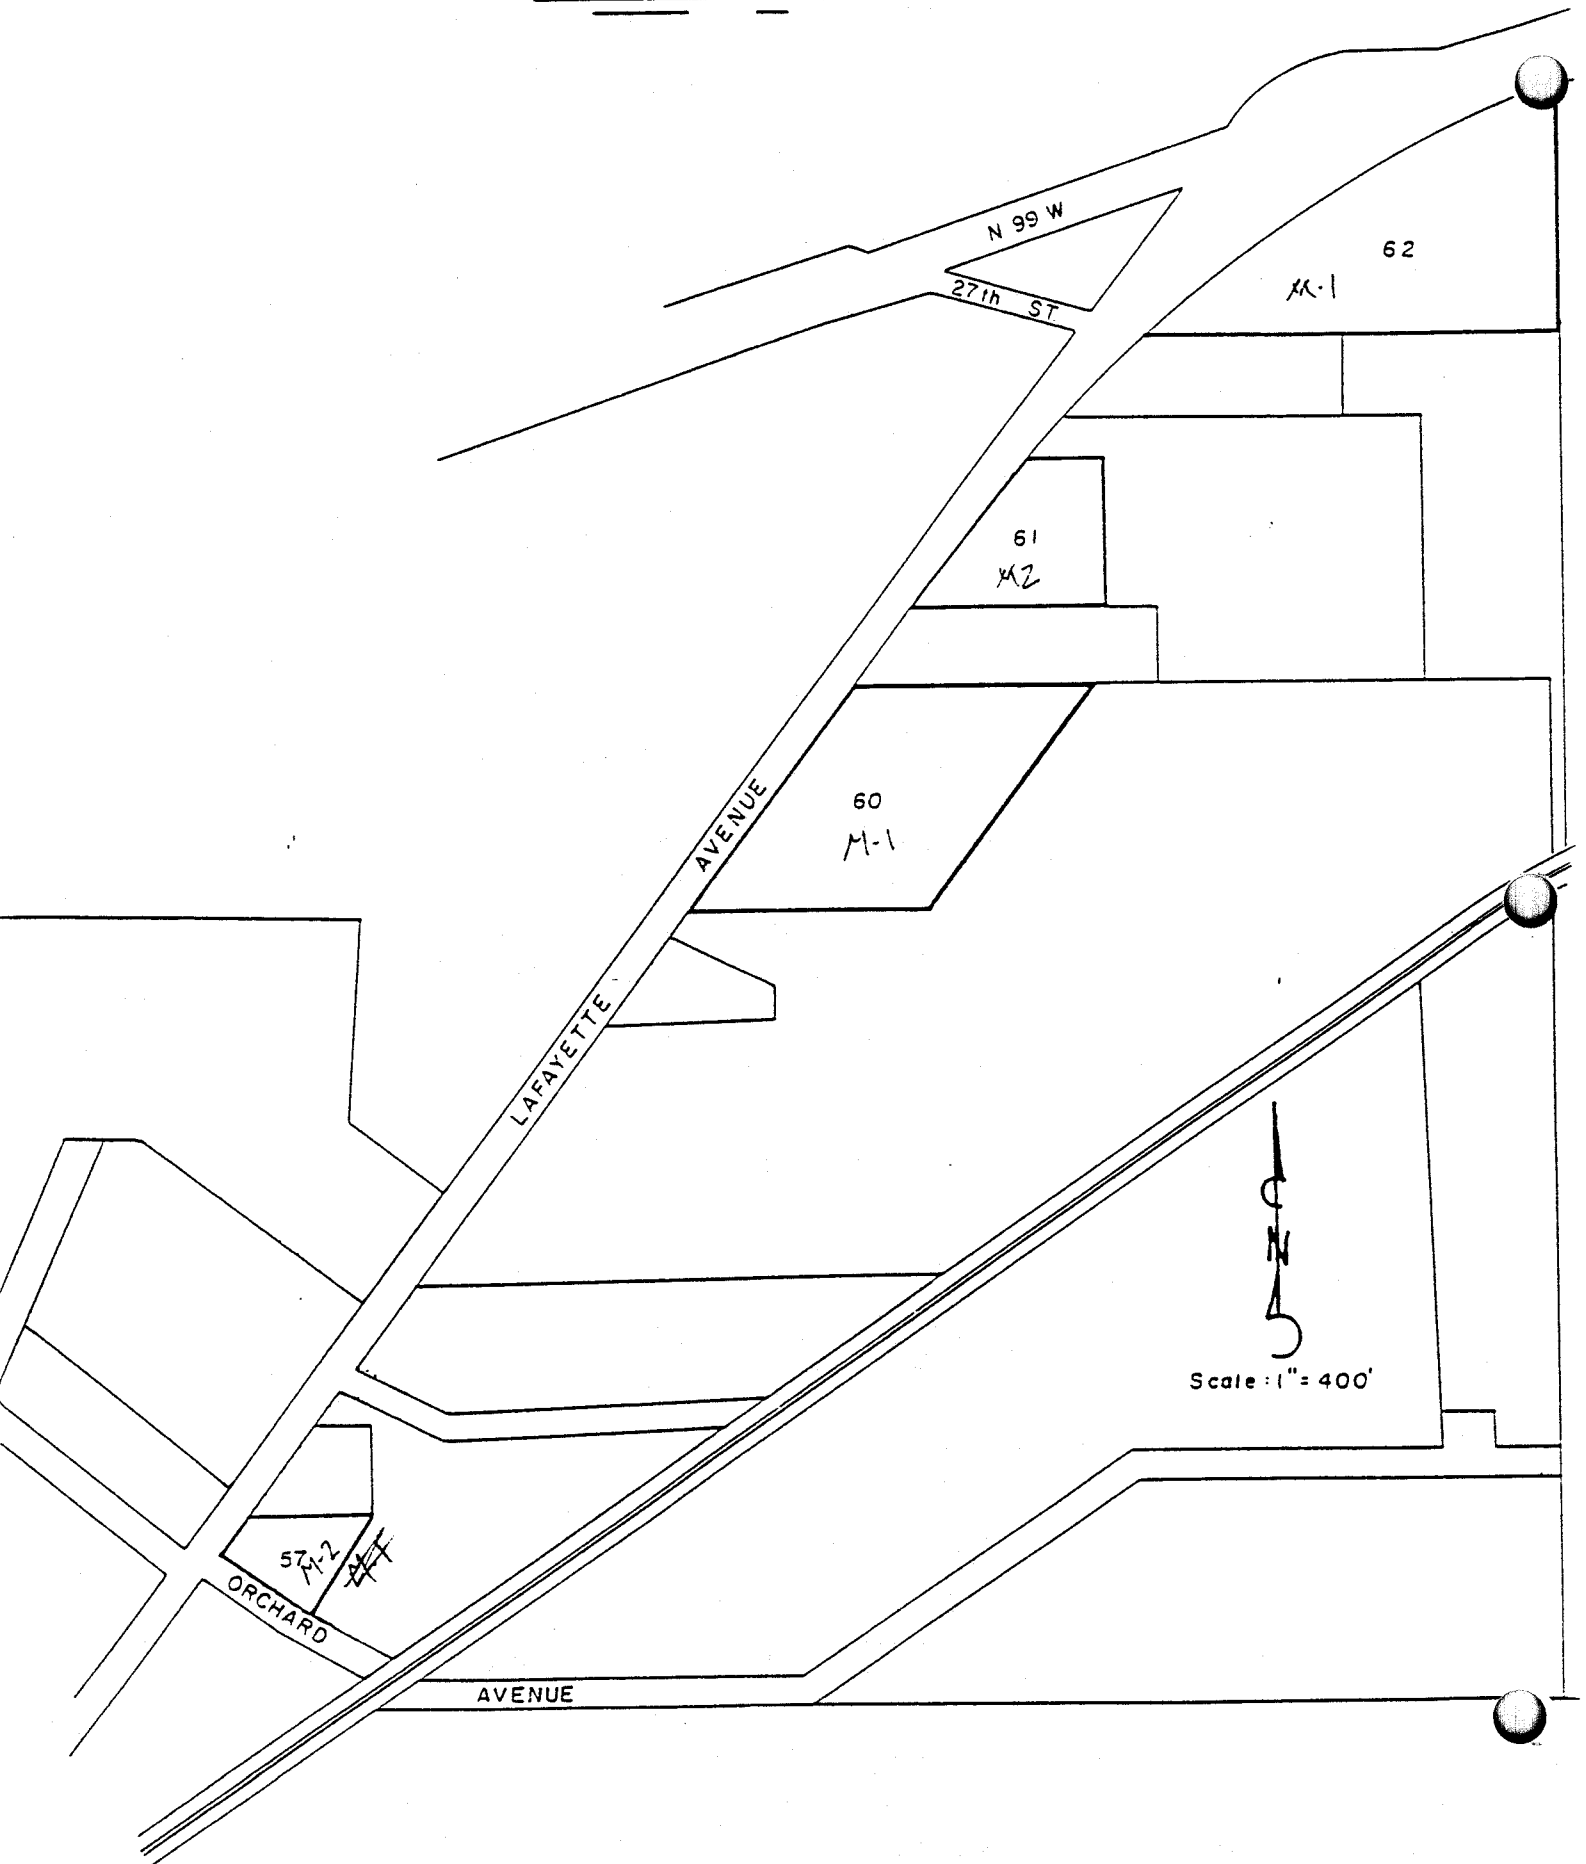 N 99 W
27th ST.
62
M-1
61
M2
60
M-1
LAFAYETTE AVENUE
N
Scale : 1" = 400'
57
M-2
ORCHARD
AVENUE